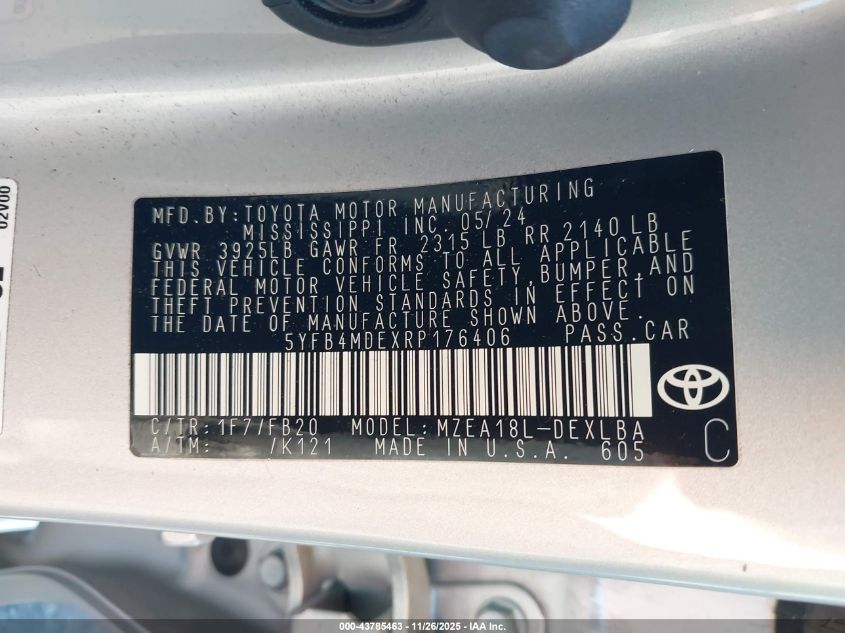 MFD.BY: TOYOTA MOTOR MANUFACTURING
MISSISSIPPI INC. 05/24
GVWR 3925LB GAWR FR 2315 LB RR 2140 LB
THIS VEHICLE CONFORMS TO ALL APPLICABLE
FEDERAL MOTOR VEHICLE SAFETY, BUMPER, AND
THEFT PREVENTION STANDARDS IN EFFECT ON
THE DATE OF MANUFACTURE SHOWN ABOVE.
5YFB4MDEXRP176406 PASS.CAR
C/TR: 1F7/FB20 MODEL: MZEA18L-DEXLBA
A/TM: /K121 MADE IN U.S.A. 605
C
02V00
000-43785463 | 11/26/2025 - IAA Inc.